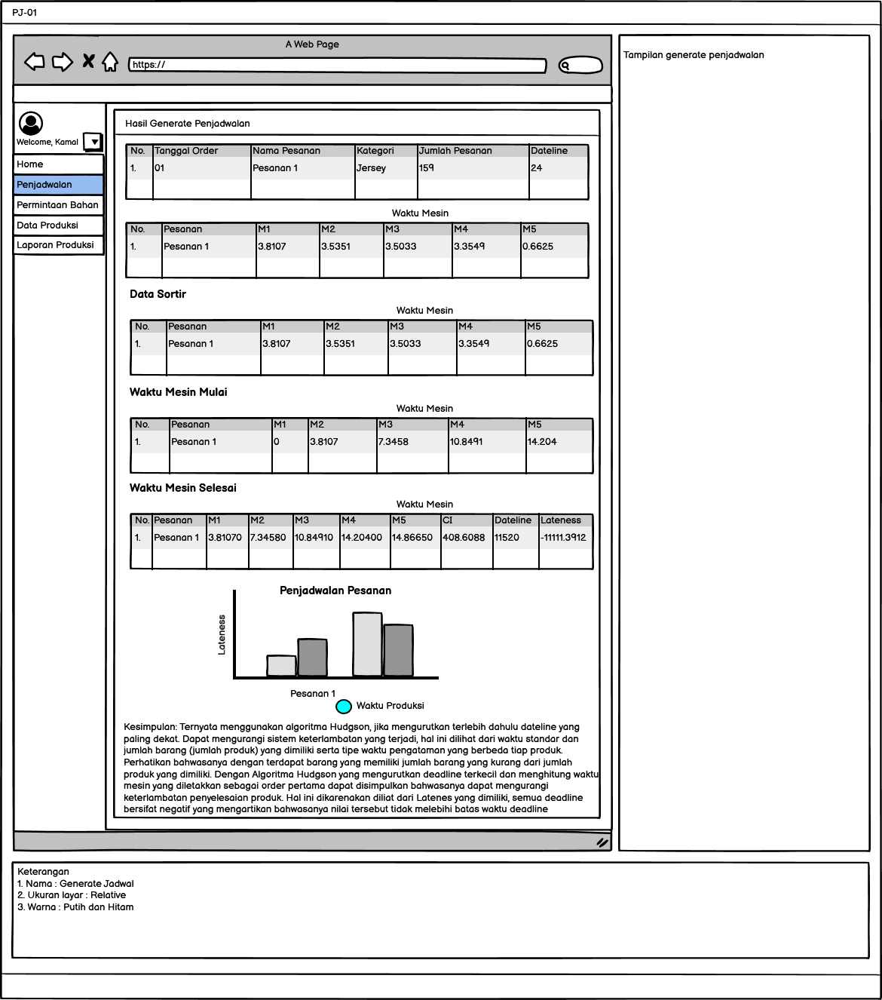 PJ-01
A Web Page
https://
Tampilan generate penjadwalan
Welcome, Kamal
Home
Penjadwalan
Permintaan Bahan
Data Produksi
Laporan Produksi
Hasil Generate Penjadwalan
No. Tanggal Order Nama Pesanan Kategori Jumlah Pesanan Dateline
1. 01 Pesanan 1 Jersey 159 24
Waktu Mesin
No. Pesanan M1 M2 M3 M4 M5
1. Pesanan 1 3.8107 3.5351 3.5033 3.3549 0.6625
Data Sortir
Waktu Mesin
No. Pesanan M1 M2 M3 M4 M5
1. Pesanan 1 3.8107 3.5351 3.5033 3.3549 0.6625
Waktu Mesin Mulai
Waktu Mesin
No. Pesanan M1 M2 M3 M4 M5
1. Pesanan 1 0 3.8107 7.3458 10.8491 14.204
Waktu Mesin Selesai
Waktu Mesin
No. Pesanan M1 M2 M3 M4 M5 CI Dateline Lateness
1. Pesanan 1 3.81070 7.34580 10.84910 14.20400 14.86650 408.6088 11520 -11111.3912
Penjadwalan Pesanan
Lateness
Pesanan 1
Waktu Produksi
Kesimpulan: Ternyata menggunakan algoritma Hudgson, jika mengurutkan terlebih dahulu dateline yang
paling dekat. Dapat mengurangi sistem keterlambatan yang terjadi, hal ini dilihat dari waktu standar dan
jumlah barang (jumlah produk) yang dimiliki serta tipe waktu pengataman yang berbeda tiap produk.
Perhatikan bahwasanya dengan terdapat barang yang memiliki jumlah barang yang kurang dari jumlah
produk yang dimiliki. Dengan Algoritma Hudgson yang mengurutkan deadline terkecil dan menghitung waktu
mesin yang diletakkan sebagai order pertama dapat disimpulkan bahwasanya dapat mengurangi
keterlambatan penyelesaian produk. Hal ini dikarenakan diliat dari Latenes yang dimiliki, semua deadline
bersifat negatif yang mengartikan bahwasanya nilai tersebut tidak melebihi batas waktu deadline
Keterangan
1. Nama : Generate Jadwal
2. Ukuran layar : Relative
3. Warna : Putih dan Hitam